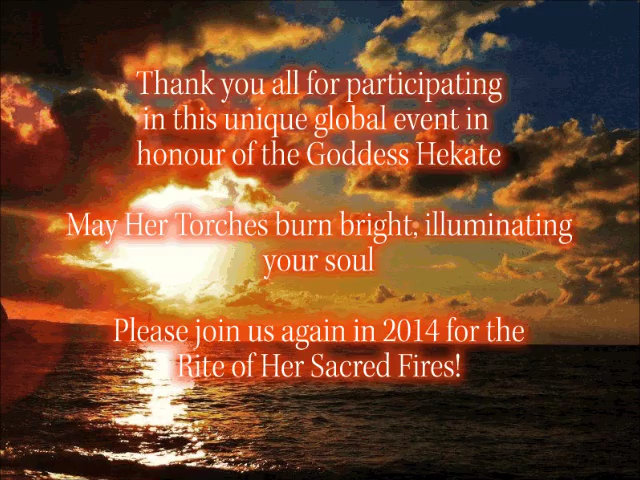 Thank you all for participating
in this unique global event in
honour of the Goddess Hekate
May Her Torches burn bright, illuminating
your soul
Please join us again in 2014 for the
Rite of Her Sacred Fires!